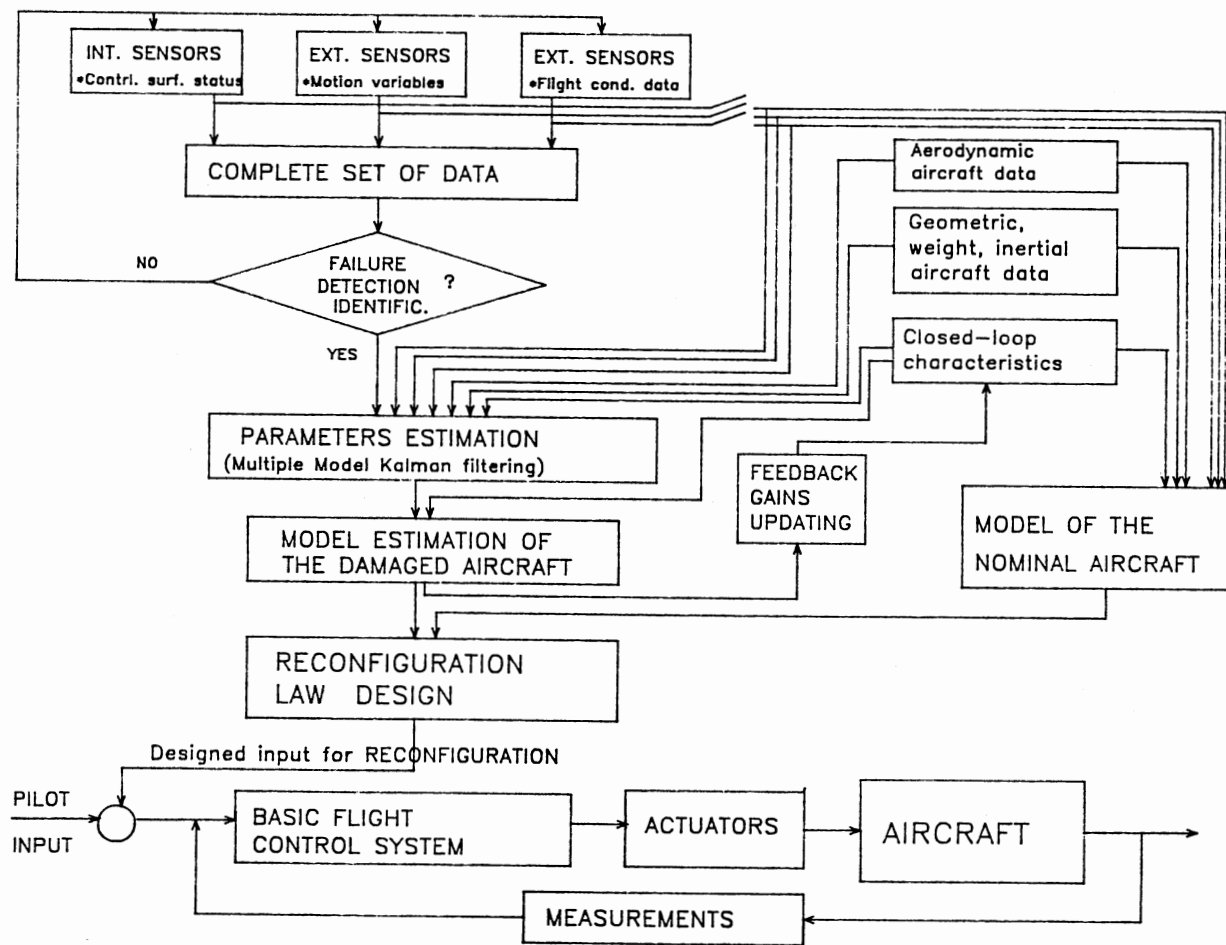 INT. SENSORS
*Contrl. surf. status
EXT. SENSORS
*Motion variables
EXT. SENSORS
*Flight cond. data
COMPLETE SET OF DATA
Aerodynamic
aircraft data
Geometric,
weight, inertial
aircraft data
NO
FAILURE
DETECTION ?
IDENTIFIC.
YES
Closed-loop
characteristics
PARAMETERS ESTIMATION
(Multiple Model Kalman filtering)
FEEDBACK
GAINS
UPDATING
MODEL OF THE
NOMINAL AIRCRAFT
MODEL ESTIMATION OF
THE DAMAGED AIRCRAFT
RECONFIGURATION
LAW DESIGN
Designed input for RECONFIGURATION
PILOT
INPUT
BASIC FLIGHT
CONTROL SYSTEM
ACTUATORS
AIRCRAFT
MEASUREMENTS